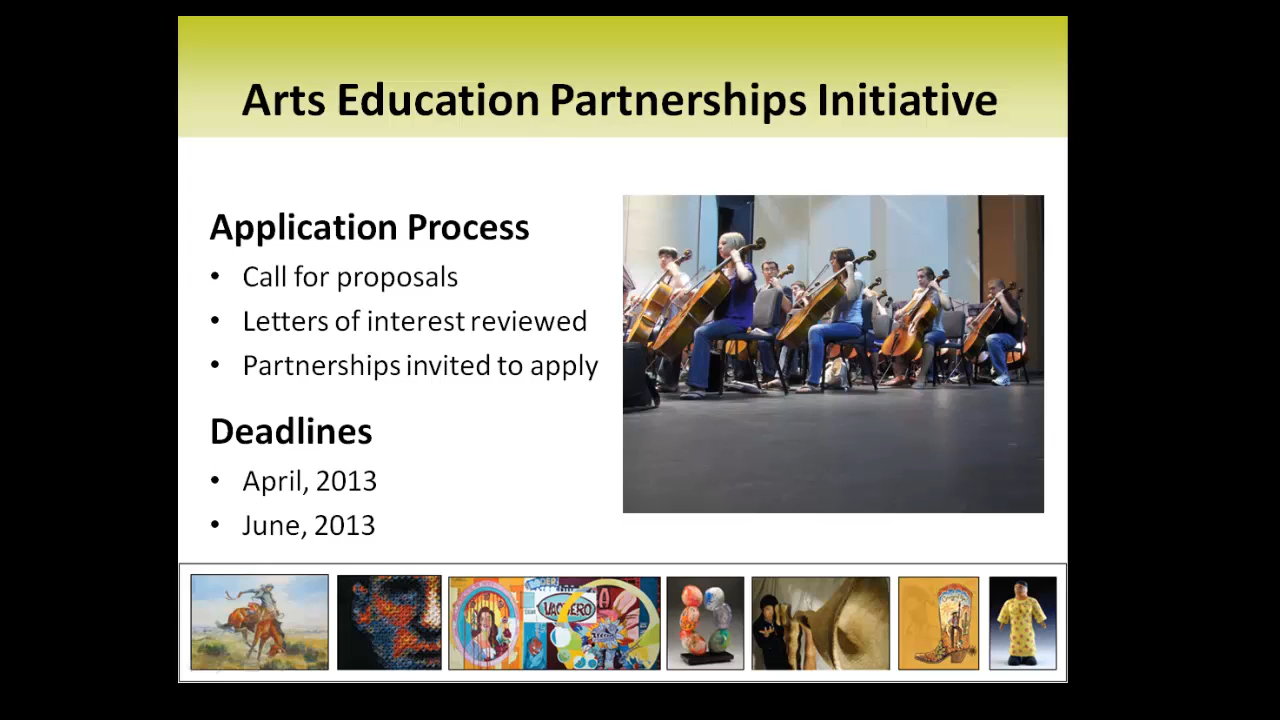 Arts Education Partnerships Initiative
Application Process
• Call for proposals
• Letters of interest reviewed
• Partnerships invited to apply
Deadlines
• April, 2013
• June, 2013
VAQUERO